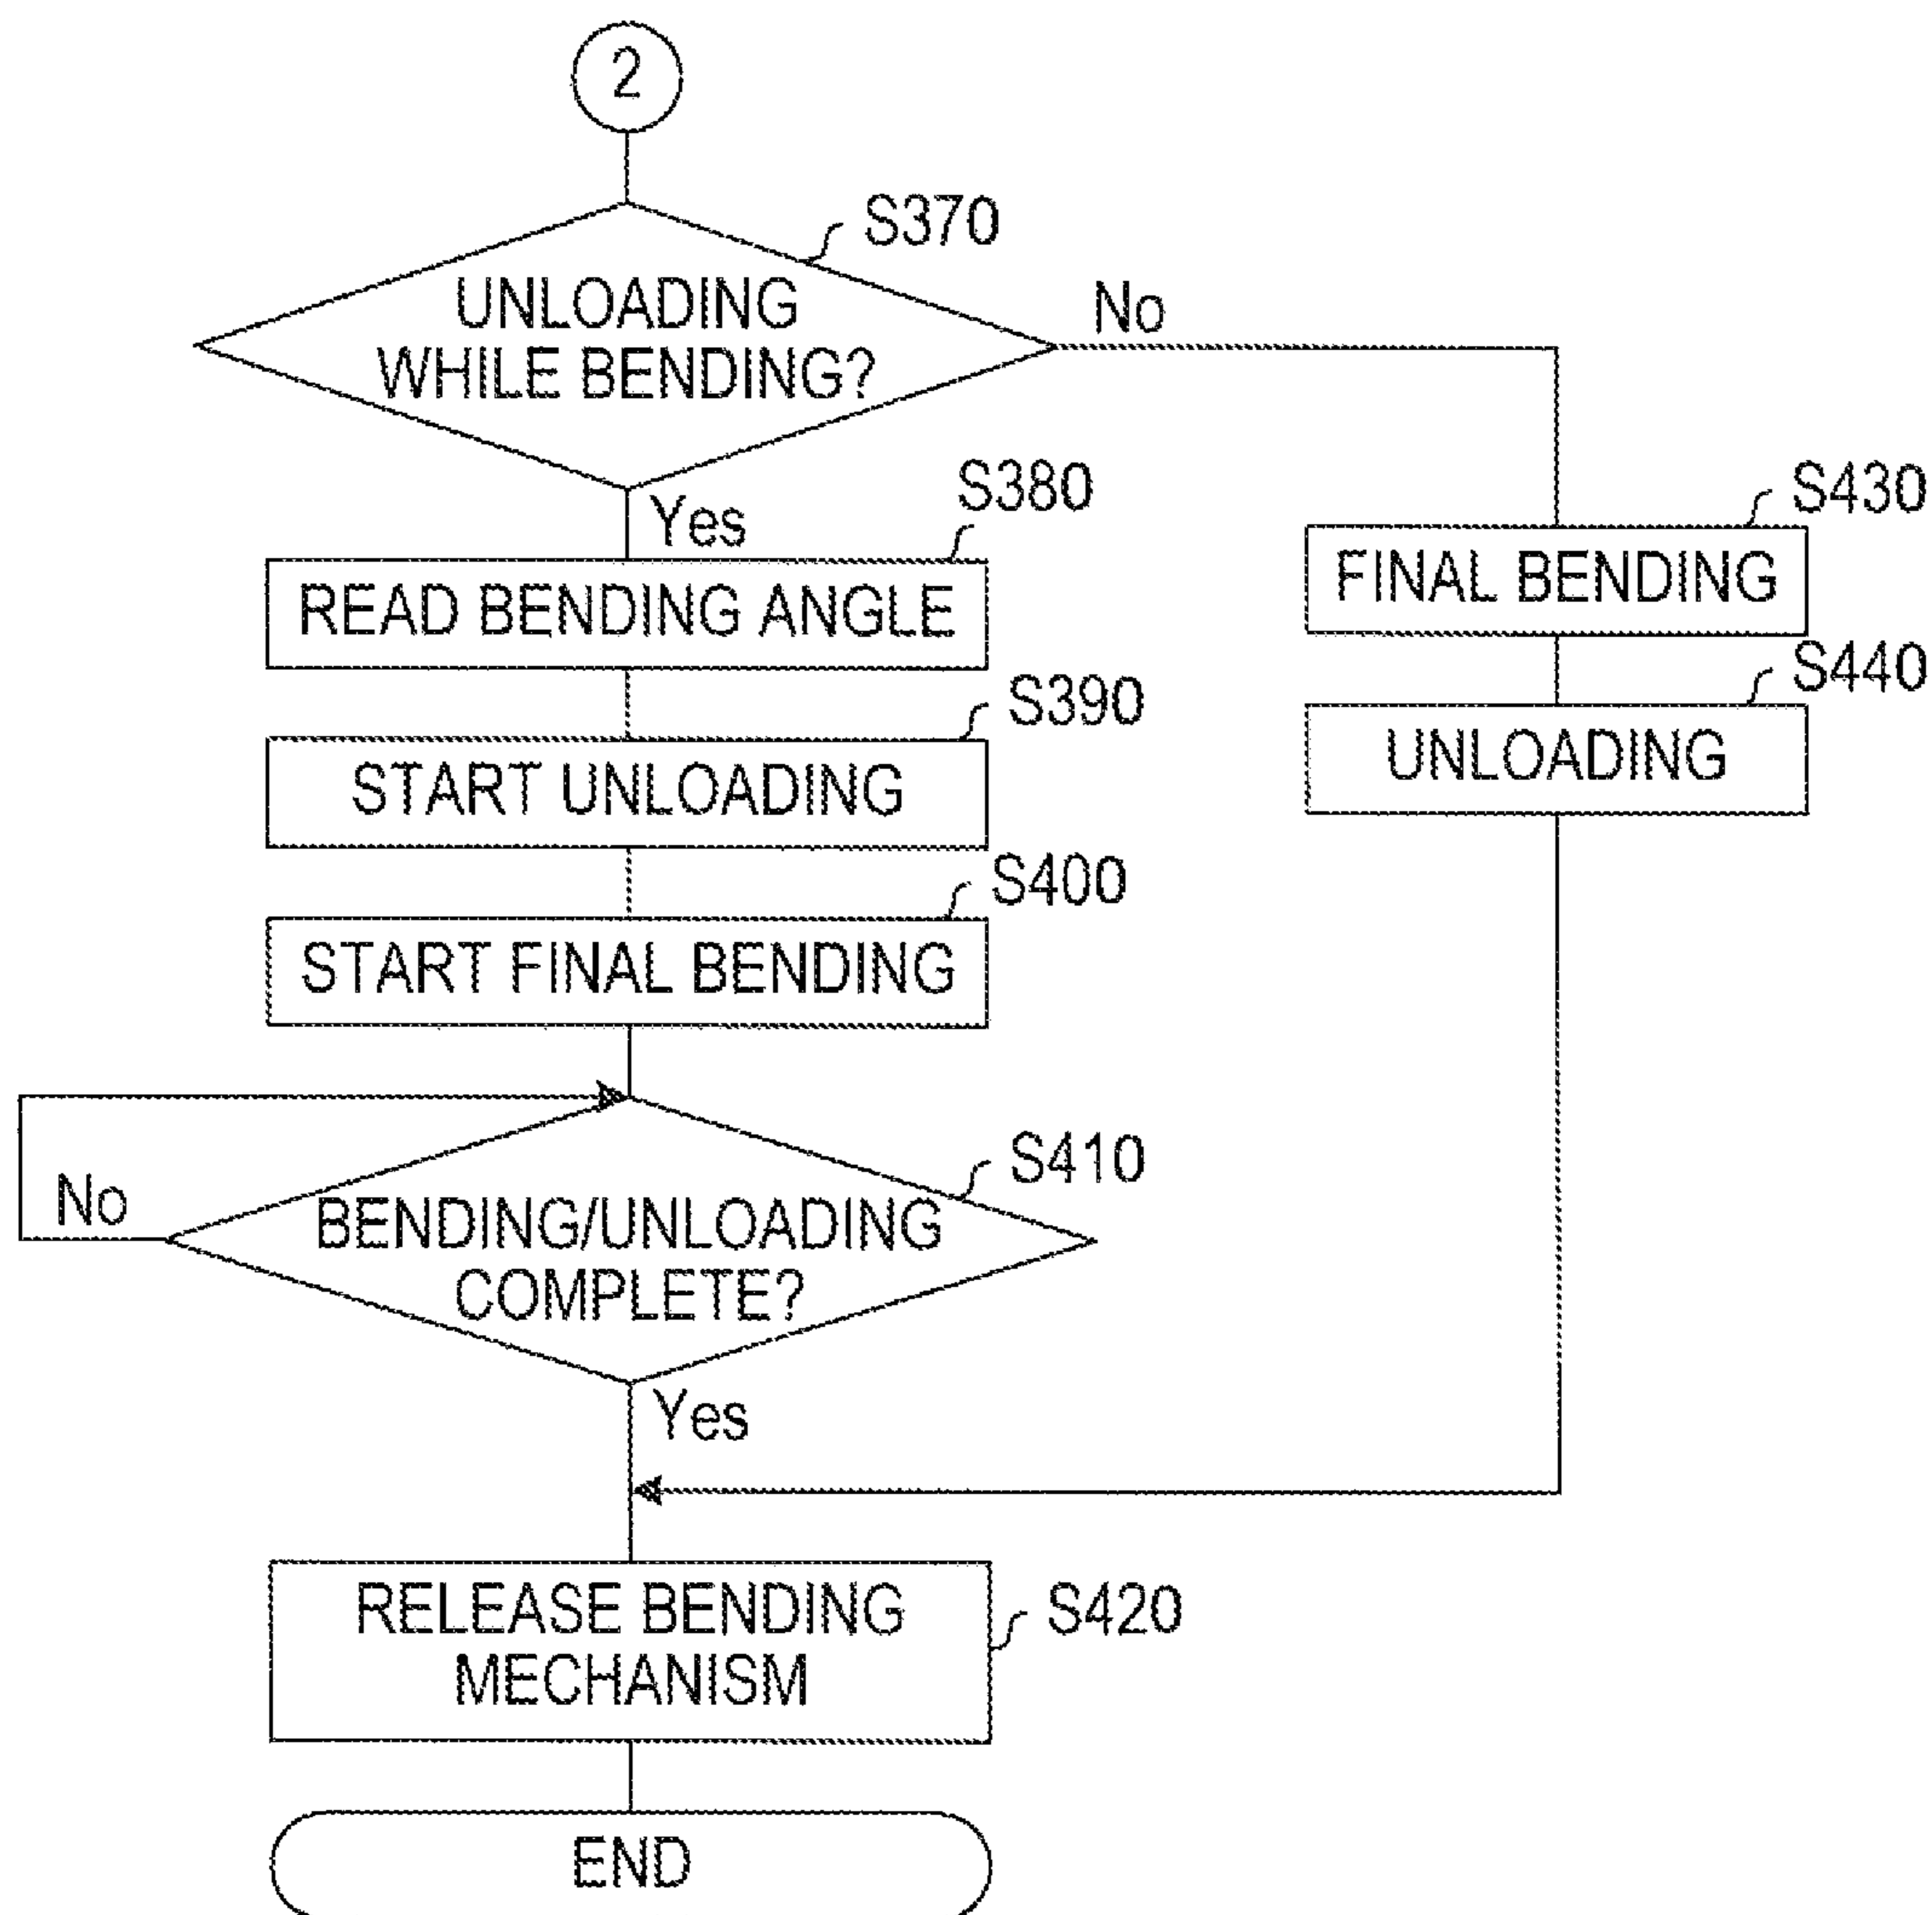 2
S370
UNLOADING
WHILE BENDING?
No
Yes
S380
READ BENDING ANGLE
S430
FINAL BENDING
S390
START UNLOADING
S440
UNLOADING
S400
START FINAL BENDING
S410
No
BENDING/UNLOADING
COMPLETE?
Yes
RELEASE BENDING
MECHANISM
S420
END